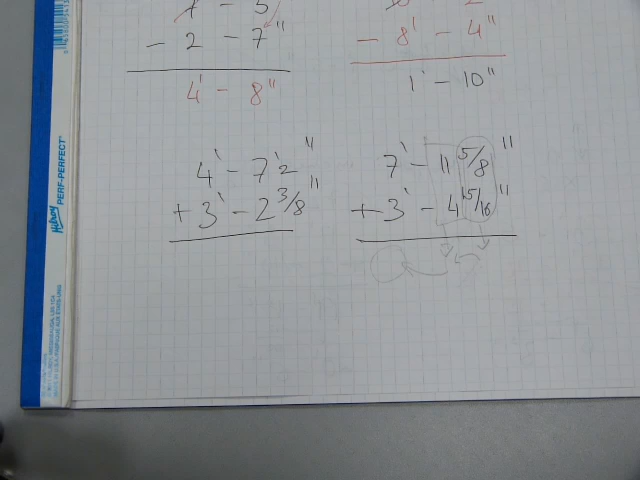 - 2 - 7"
- 8' - 4"
4' - 8"
1' - 10"
4' - 7 1/2"
+ 3' - 2 3/8"
7' - 11 5/8"
+ 3' - 4 15/16"
Hilroy PERF-PERFECT